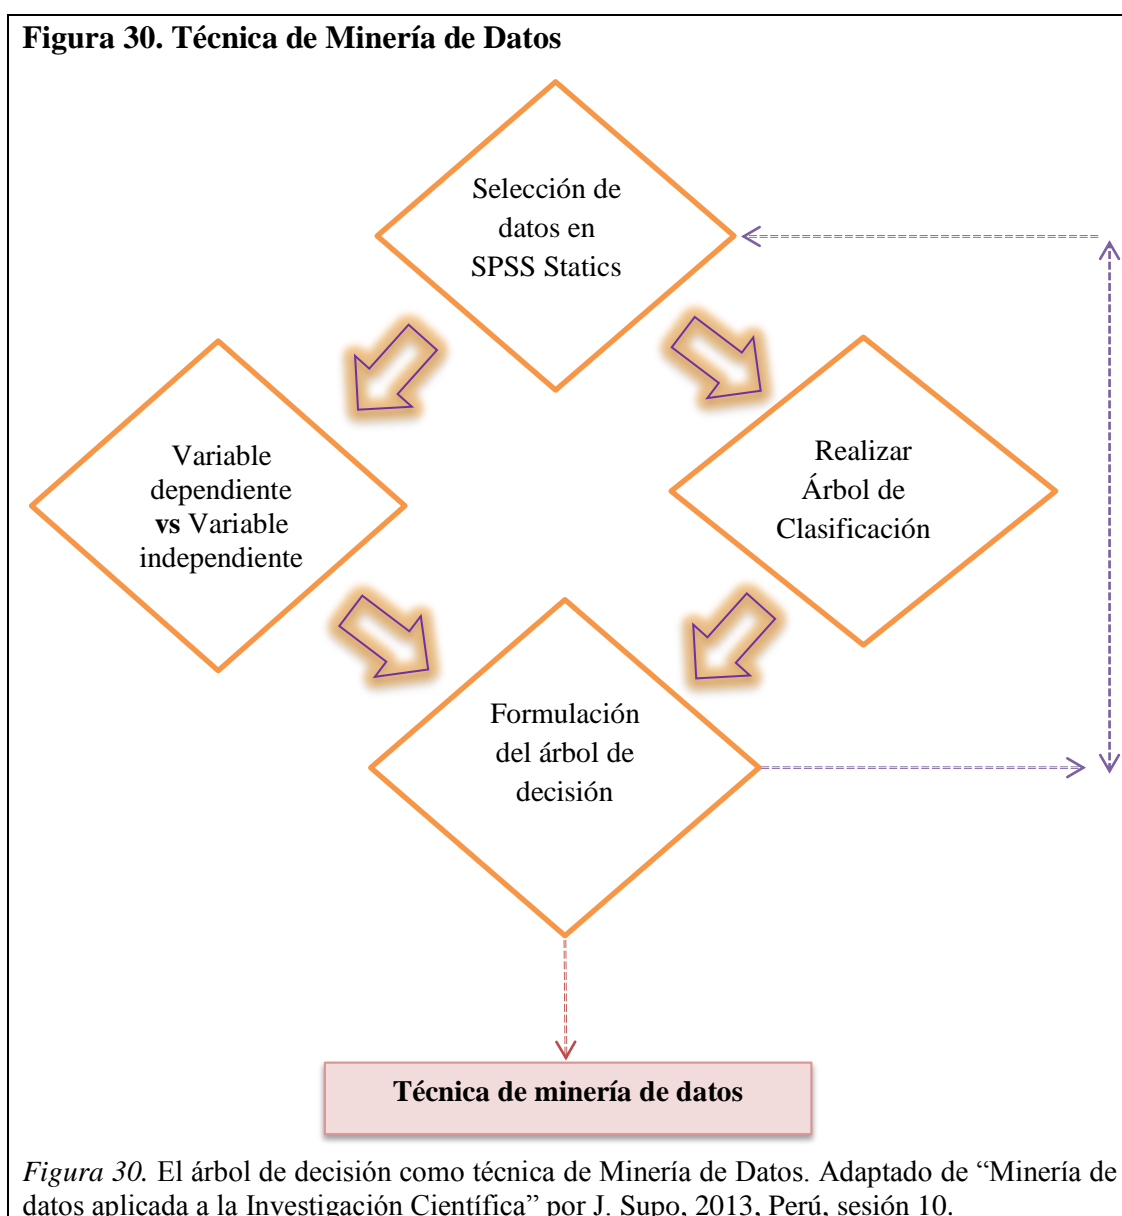 Figura 30. Técnica de Minería de Datos
Selección de
datos en
SPSS Statics
Variable
dependiente
vs Variable
independiente
Realizar
Árbol de
Clasificación
Formulación
del árbol de
decisión
Técnica de minería de datos
Figura 30. El árbol de decisión como técnica de Minería de Datos. Adaptado de “Minería de
datos aplicada a la Investigación Científica” por J. Supo, 2013, Perú, sesión 10.